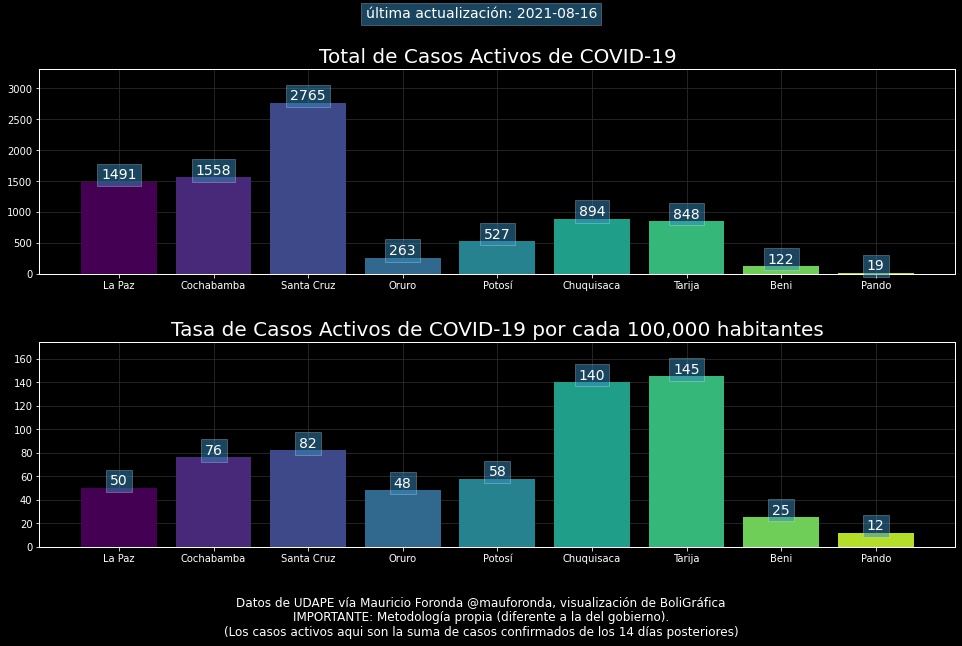 última actualización: 2021-08-16
Total de Casos Activos de COVID-19
3000
2500
2000
1500
1000
500
0
1491
1558
2765
263
527
894
848
122
19
La Paz
Cochabamba
Santa Cruz
Oruro
Potosí
Chuquisaca
Tarija
Beni
Pando
Tasa de Casos Activos de COVID-19 por cada 100,000 habitantes
160
140
120
100
80
60
40
20
0
50
76
82
48
58
140
145
25
12
La Paz
Cochabamba
Santa Cruz
Oruro
Potosí
Chuquisaca
Tarija
Beni
Pando
Datos de UDAPE vía Mauricio Foronda @mauforonda, visualización de BoliGráfica
IMPORTANTE: Metodología propia (diferente a la del gobierno).
(Los casos activos aqui son la suma de casos confirmados de los 14 días posteriores)